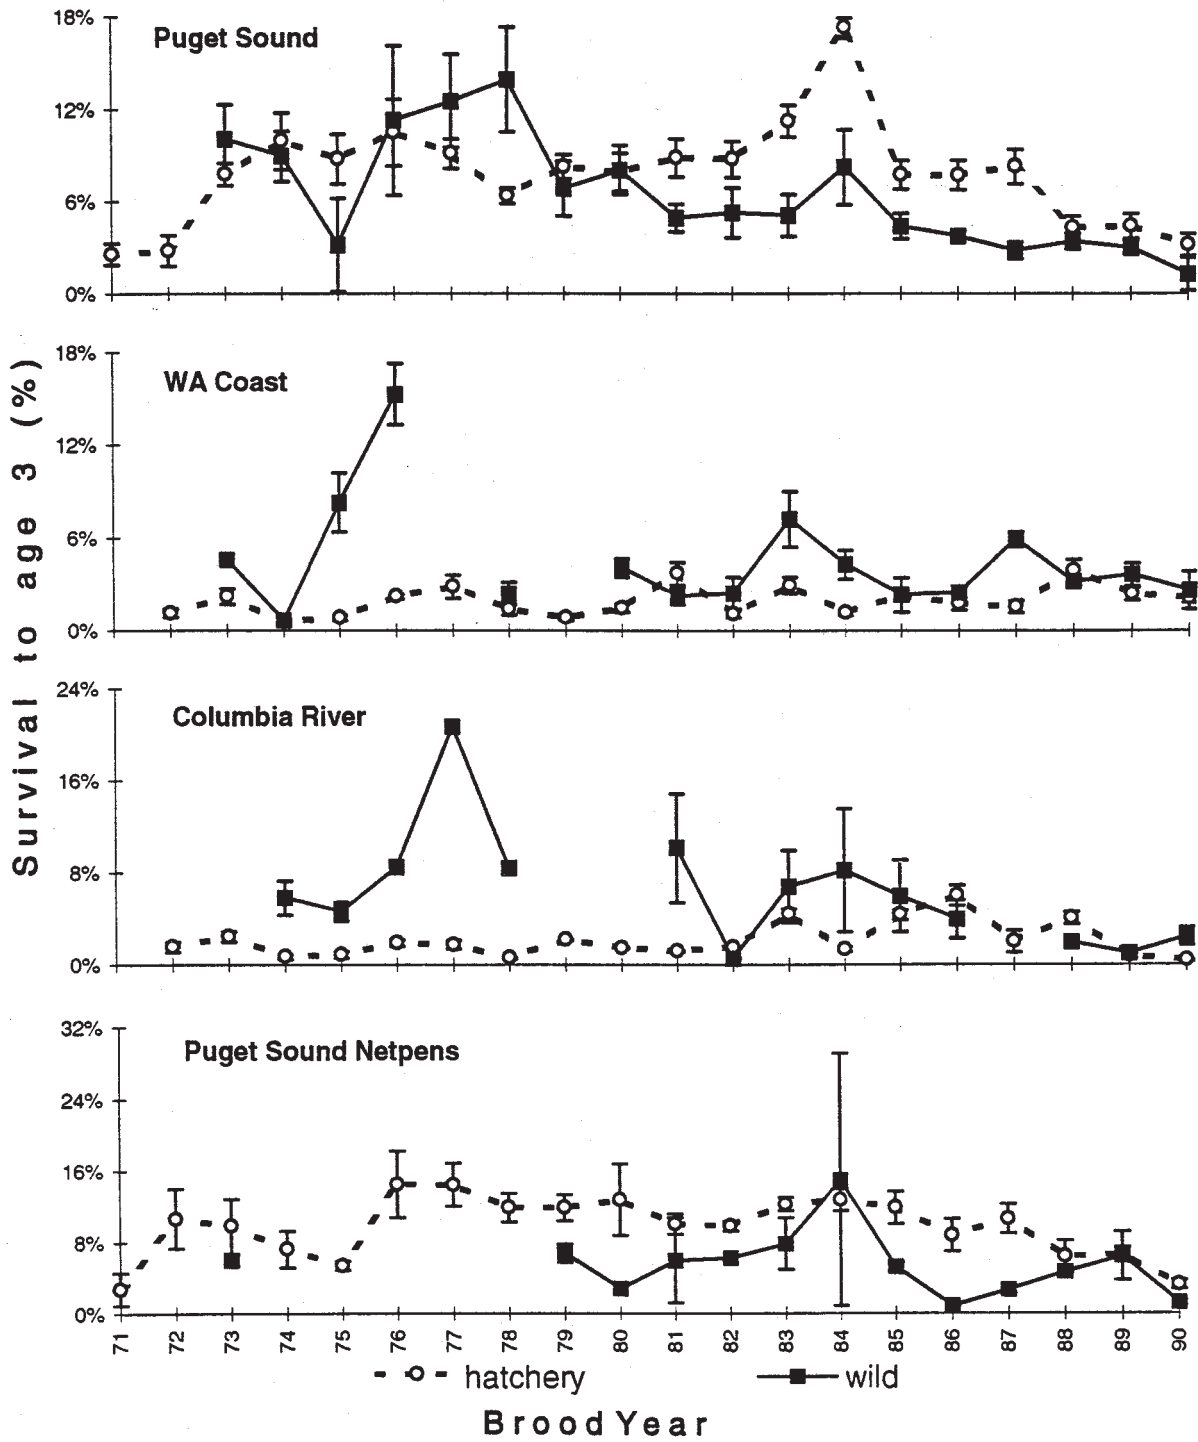 18%
Puget Sound
12%
6%
0%
18%
WA Coast
12%
6%
0%
24%
Columbia River
16%
8%
0%
32%
Puget Sound Netpens
24%
16%
8%
0%
Survival to age 3 (%)
71 72 73 74 75 76 77 78 79 80 81 82 83 84 85 86 87 88 89 90
hatchery wild
Brood Year